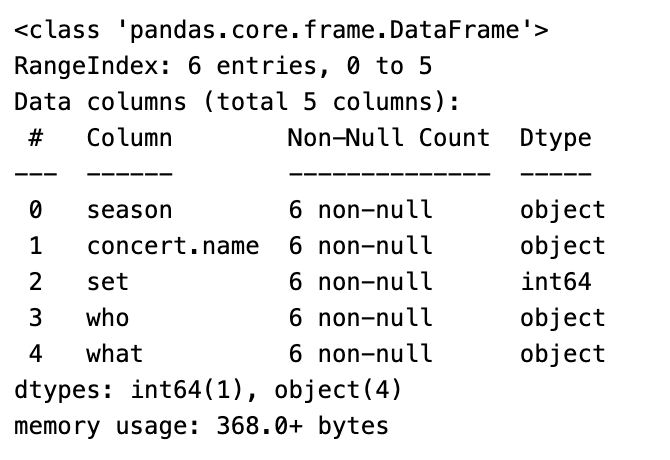 <class 'pandas.core.frame.DataFrame'>
RangeIndex: 6 entries, 0 to 5
Data columns (total 5 columns):
 #   Column        Non-Null Count  Dtype 
---  ------        --------------  ----- 
 0   season        6 non-null      object
 1   concert.name  6 non-null      object
 2   set           6 non-null      int64 
 3   who           6 non-null      object
 4   what          6 non-null      object
dtypes: int64(1), object(4)
memory usage: 368.0+ bytes